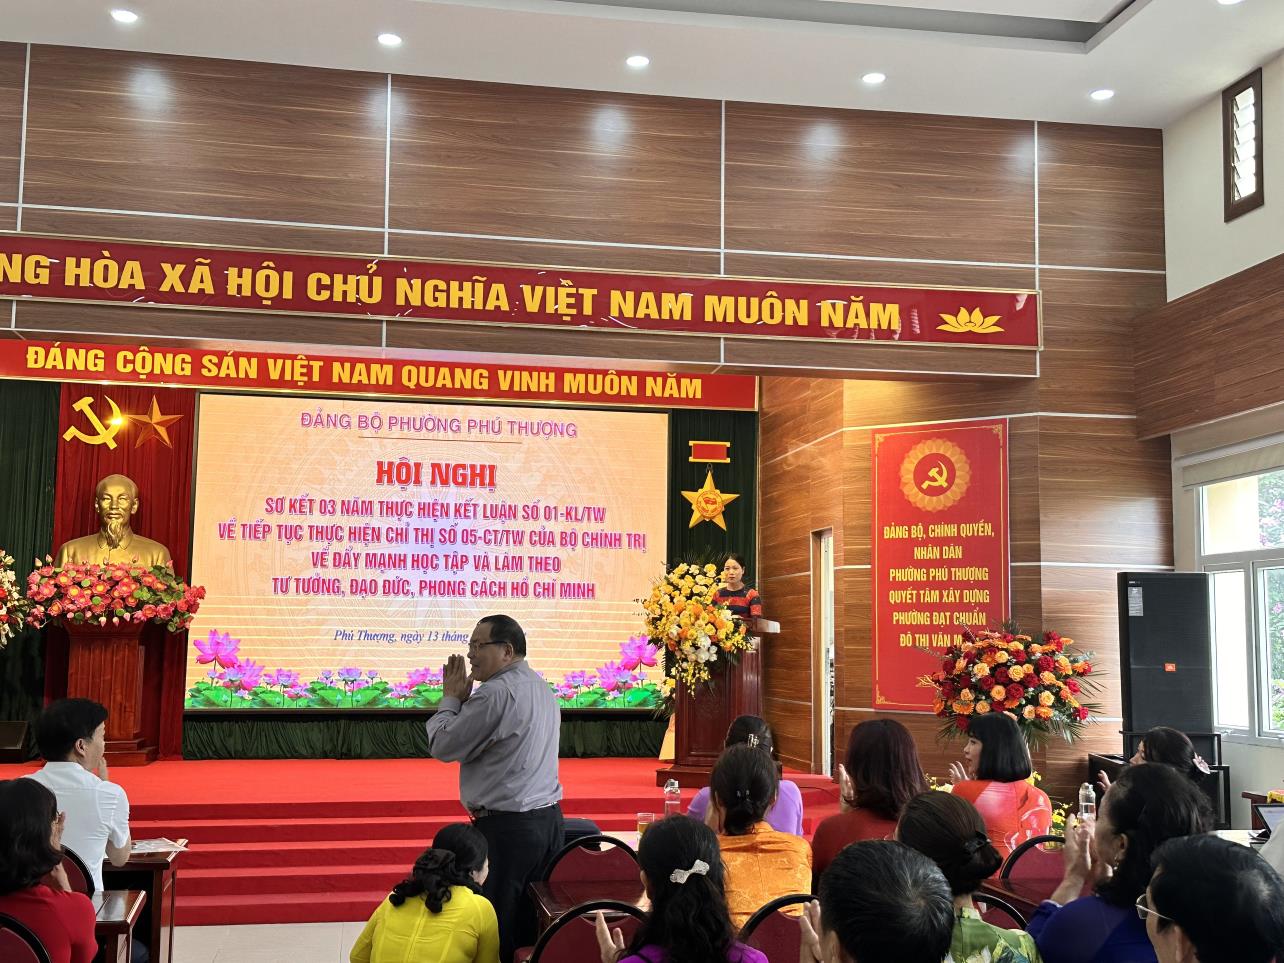 NG HÒA XÃ HỘI CHỦ NGHĨA VIỆT NAM MUÔN NĂM
ĐẢNG CỘNG SẢN VIỆT NAM QUANG VINH MUÔN NĂM
ĐẢNG BỘ PHƯỜNG PHÚ THƯỢNG
HỘI NGHỊ
SƠ KẾT 03 NĂM THỰC HIỆN KẾT LUẬN SỐ 01-KL/TW
VỀ TIẾP TỤC THỰC HIỆN CHỈ THỊ SỐ 05-CT/TW CỦA BỘ CHÍNH TRỊ
VỀ ĐẨY MẠNH HỌC TẬP VÀ LÀM THEO
TƯ TƯỞNG, ĐẠO ĐỨC, PHONG CÁCH HỒ CHÍ MINH
Phú Thượng, ngày 13 tháng
ĐẢNG BỘ, CHÍNH QUYỀN,
NHÂN DÂN
PHƯỜNG PHÚ THƯỢNG
QUYẾT TÂM XÂY DỰNG
PHƯỜNG ĐẠT CHUẨN
ĐÔ THỊ VĂN M